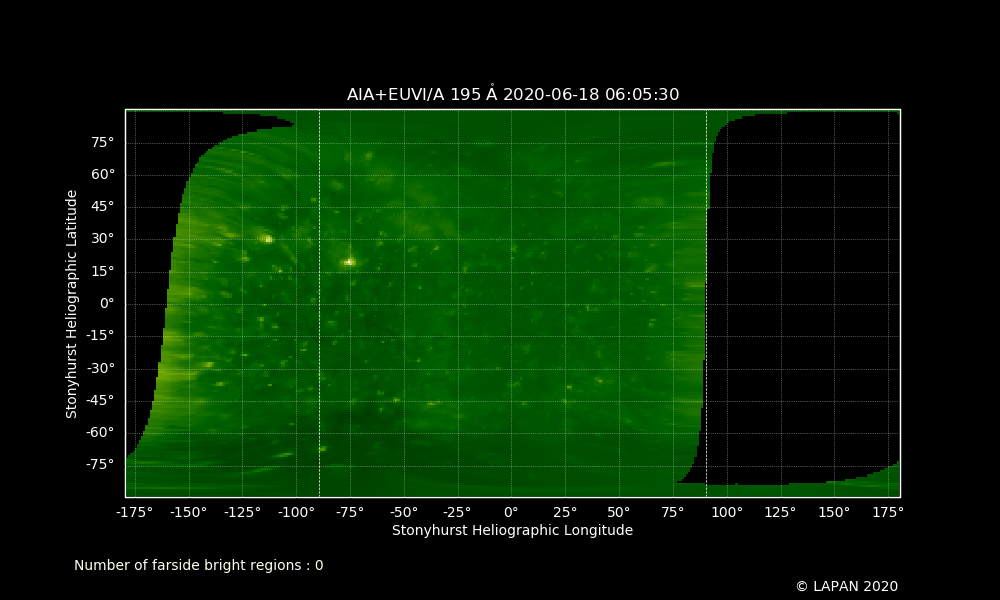 AIA+EUVI/A 195 Å 2020-06-18 06:05:30
Stonyhurst Heliographic Latitude
75°
60°
45°
30°
15°
0°
-15°
-30°
-45°
-60°
-75°
-175° -150° -125° -100° -75° -50° -25° 0° 25° 50° 75° 100° 125° 150° 175°
Stonyhurst Heliographic Longitude
Number of farside bright regions : 0
© LAPAN 2020